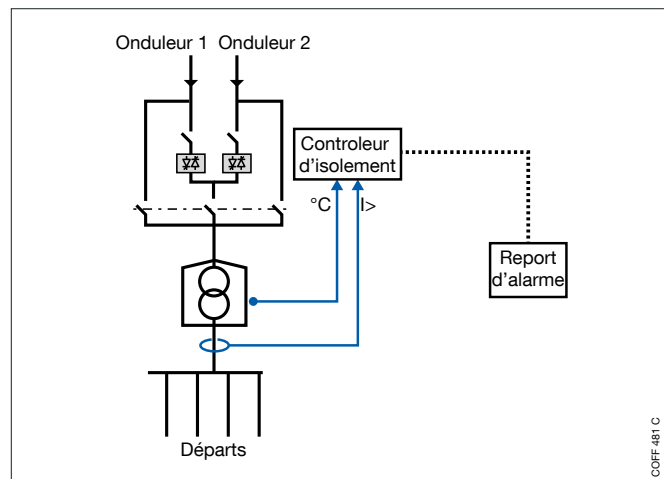 Onduleur 1 Onduleur 2
Controleur
d'isolement
°C
I>
Report
d'alarme
Départs
COFF 481 C